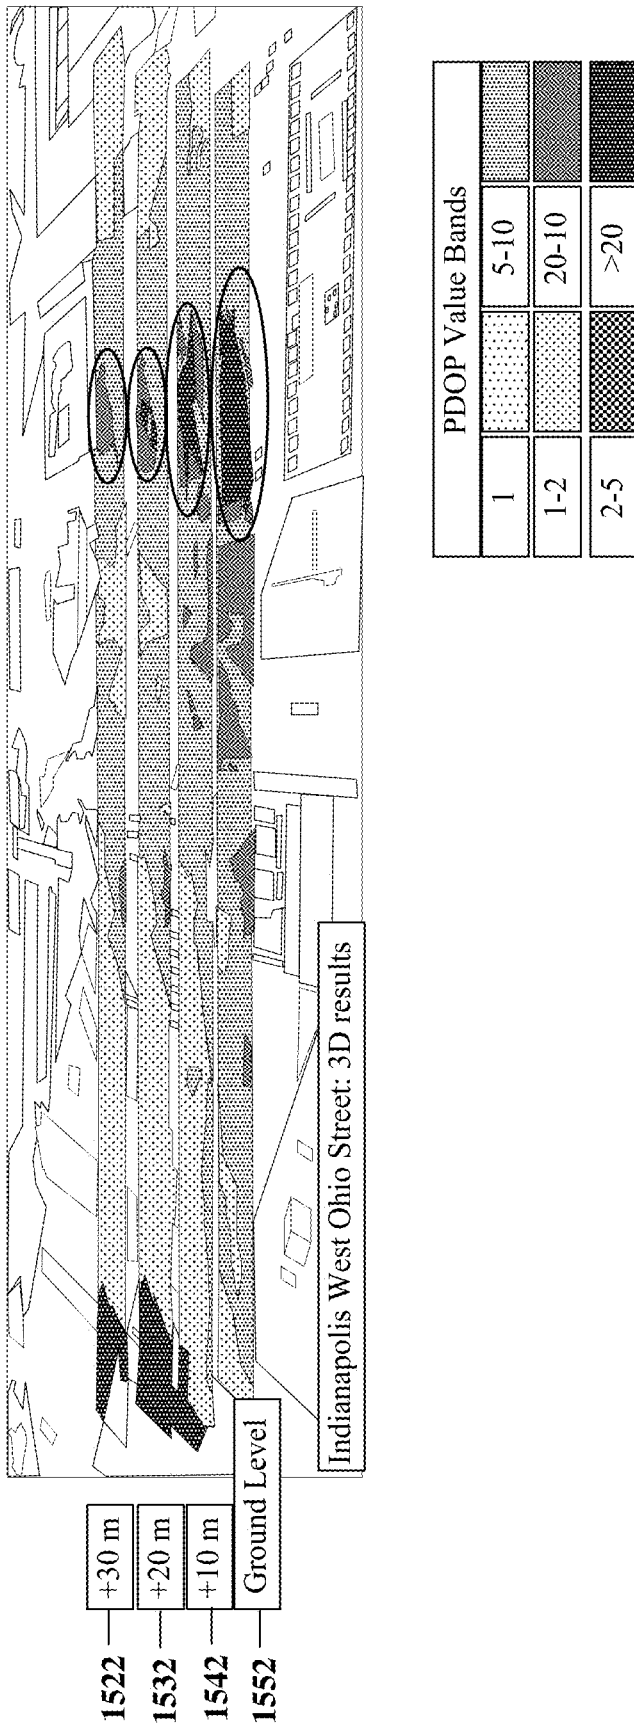 1522
+30 m
1532
+20 m
1542
+10 m
1552
Ground Level
Indianapolis West Ohio Street: 3D results
PDOP Value Bands
1
5-10
1-2
20-10
2-5
>20